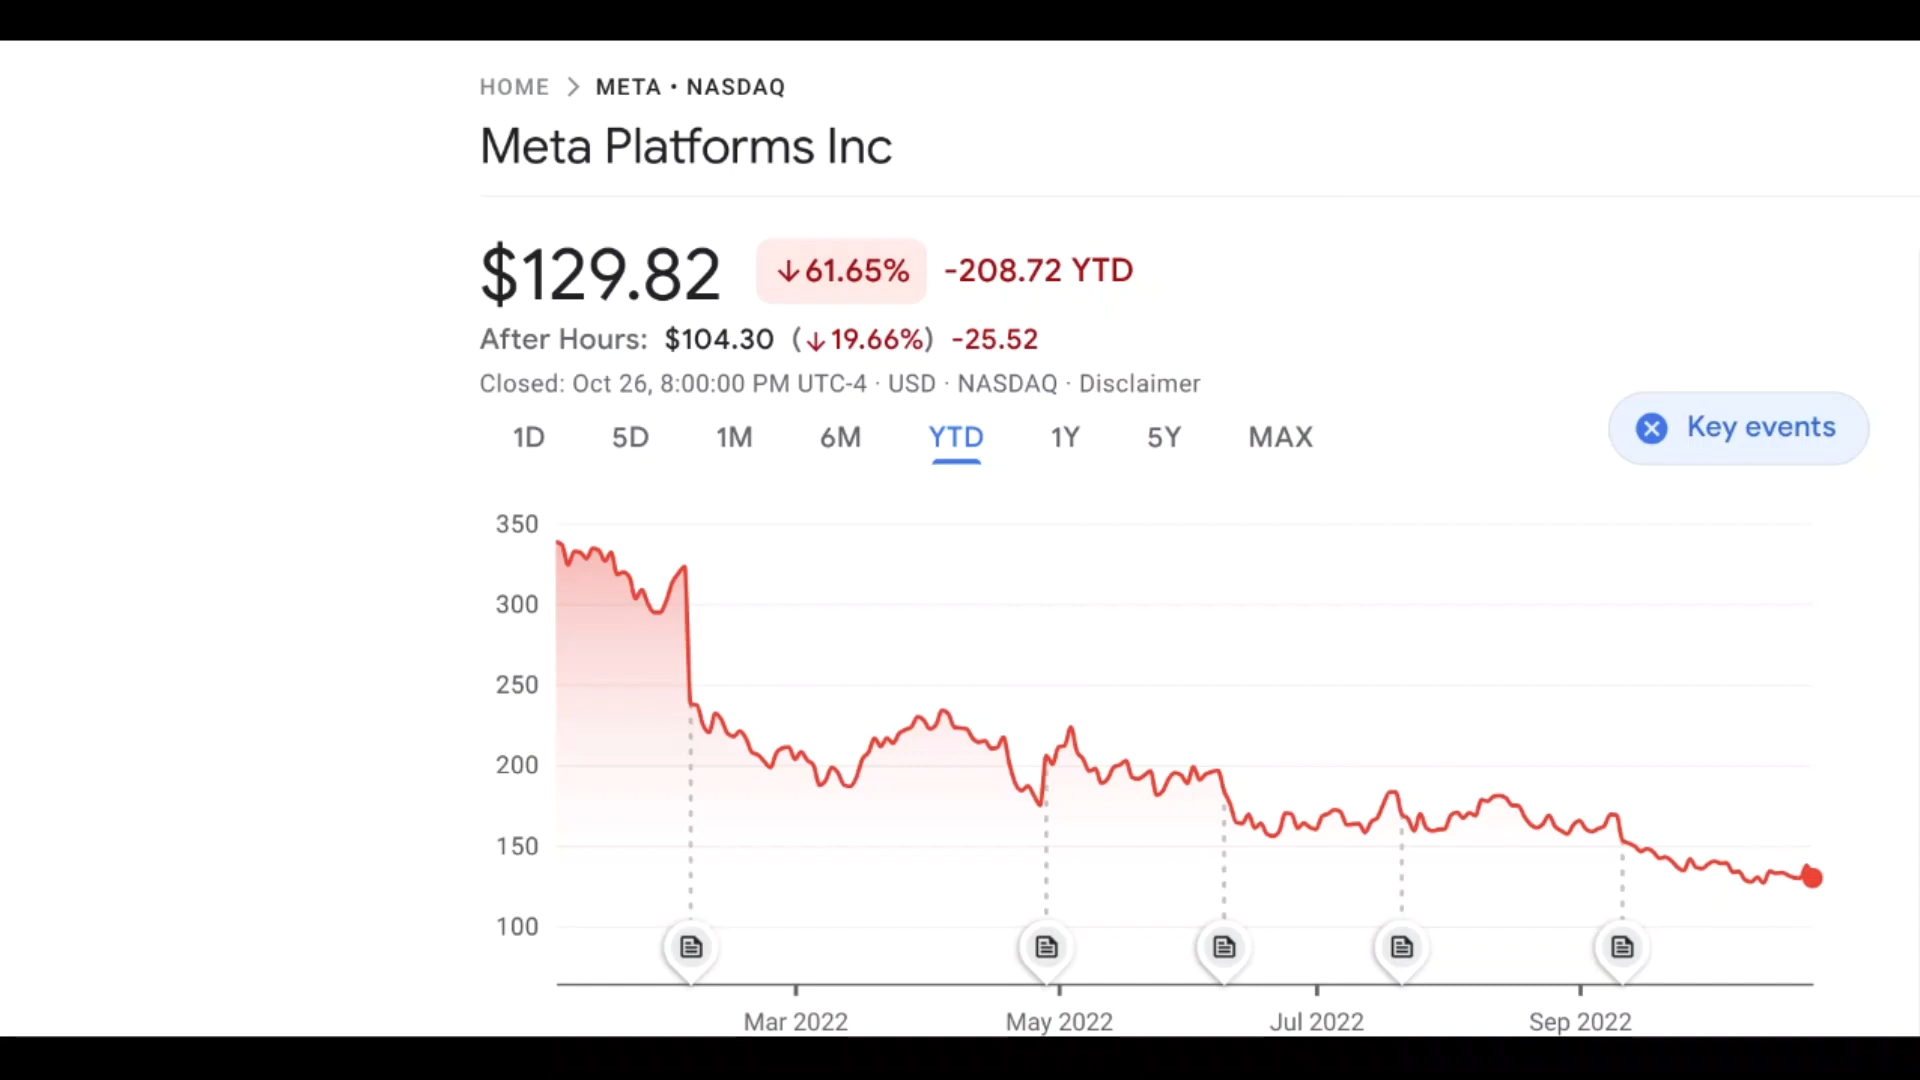 HOME > META • NASDAQ
Meta Platforms Inc
$129.82 ↓61.65% -208.72 YTD
After Hours: $104.30 (↓19.66%) -25.52
Closed: Oct 26, 8:00:00 PM UTC-4 · USD · NASDAQ · Disclaimer
Key events
1D 5D 1M 6M YTD 1Y 5Y MAX
350
300
250
200
150
100
Mar 2022 May 2022 Jul 2022 Sep 2022